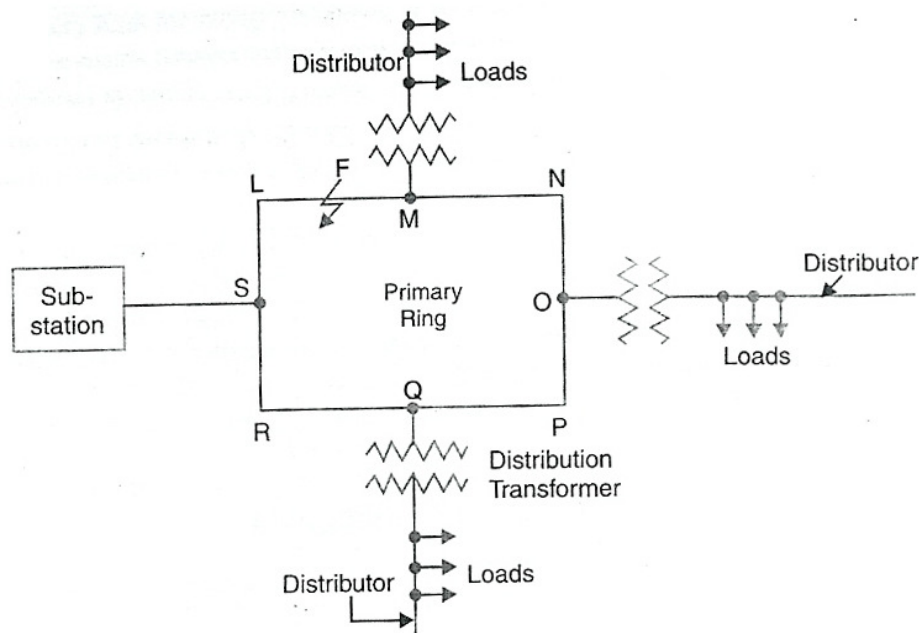 Distributor
Loads
F
L
N
M
S
Sub-
station
Primary
Ring
O
Distributor
Loads
Q
R
P
Distribution
Transformer
Loads
Distributor